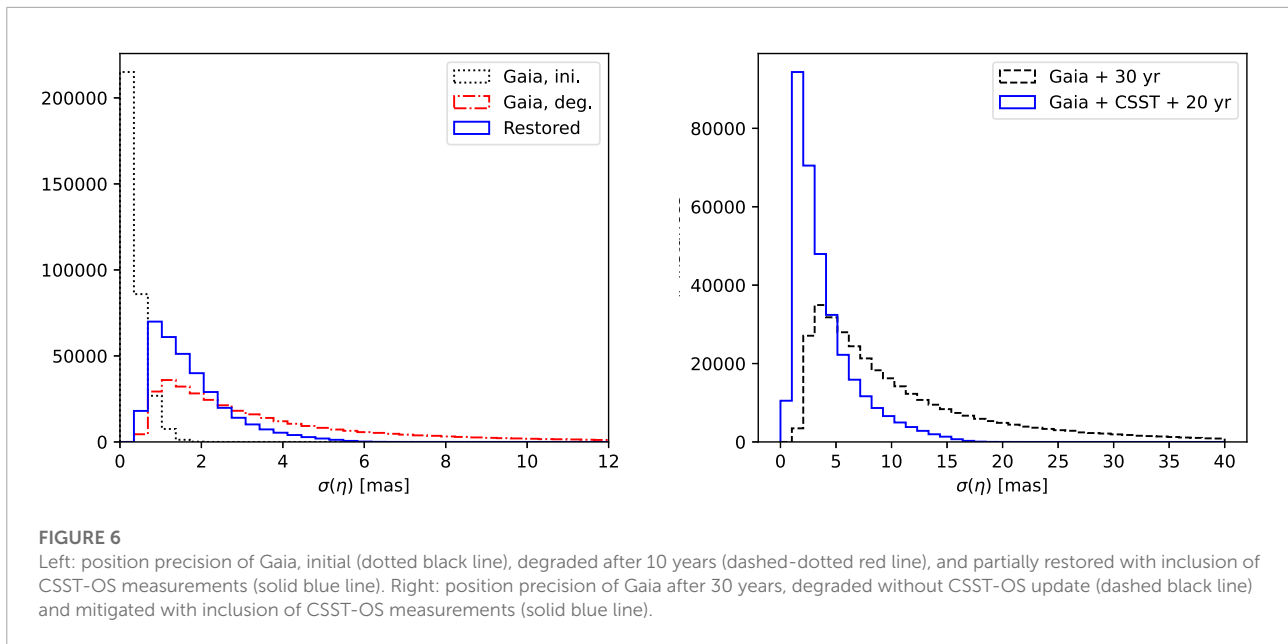 200000
150000
100000
50000
0
0 2 4 6 8 10 12
σ(η) [mas]
Gaia, ini.
Gaia, deg.
Restored
80000
60000
40000
20000
0
0 5 10 15 20 25 30 35 40
σ(η) [mas]
Gaia + 30 yr
Gaia + CSST + 20 yr
FIGURE 6
Left: position precision of Gaia, initial (dotted black line), degraded after 10 years (dashed-dotted red line), and partially restored with inclusion of
CSST-OS measurements (solid blue line). Right: position precision of Gaia after 30 years, degraded without CSST-OS update (dashed black line)
and mitigated with inclusion of CSST-OS measurements (solid blue line).